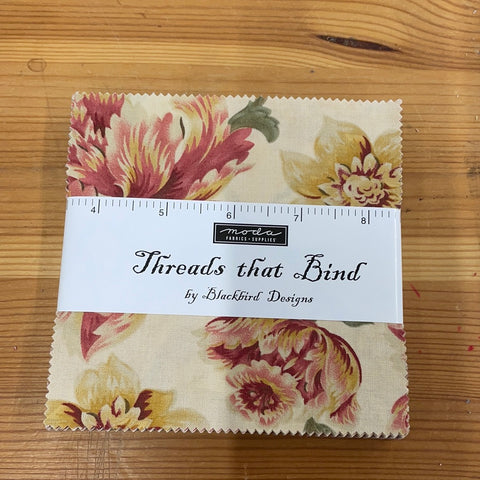 4 5 6 7 8
moda
FABRICS + SUPPLIES
Threads that Bind
by Blackbird Designs